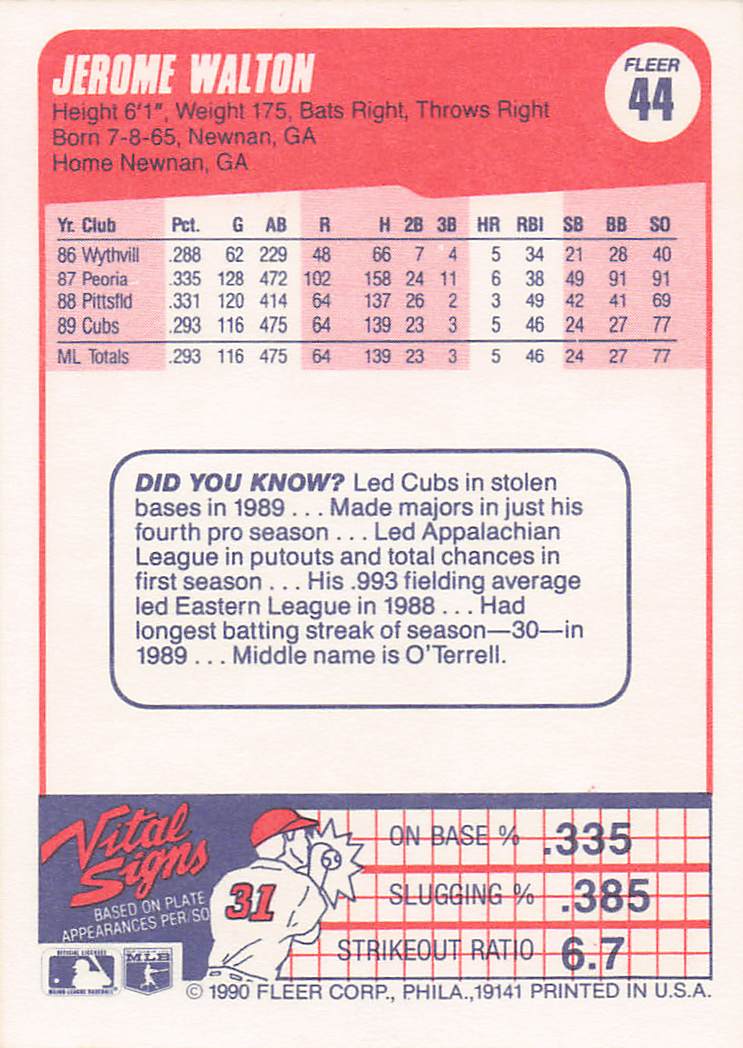 JEROME WALTON
FLEER
44
Height 6'1", Weight 175, Bats Right, Throws Right
Born 7-8-65, Newnan, GA
Home Newnan, GA
Yr. Club Pct. G AB R H 2B 3B HR RBI SB BB SO
86 Wythvill .288 62 229 48 66 7 4 5 34 21 28 40
87 Peoria .335 128 472 102 158 24 11 6 38 49 91 91
88 Pittsfld .331 120 414 64 137 26 2 3 49 42 41 69
89 Cubs .293 116 475 64 139 23 3 5 46 24 27 77
ML Totals .293 116 475 64 139 23 3 5 46 24 27 77
DID YOU KNOW? Led Cubs in stolen
bases in 1989 . . . Made majors in just his
fourth pro season . . . Led Appalachian
League in putouts and total chances in
first season . . . His .993 fielding average
led Eastern League in 1988 . . . Had
longest batting streak of season—30—in
1989 . . . Middle name is O'Terrell.
Vital
Signs
BASED ON PLATE
APPEARANCES PER/SO
31
ON BASE % .335
SLUGGING % .385
STRIKEOUT RATIO 6.7
OFFICIAL LICENSEE
MAJOR LEAGUE BASEBALL
MLB
© 1990 FLEER CORP., PHILA.,19141 PRINTED IN U.S.A.